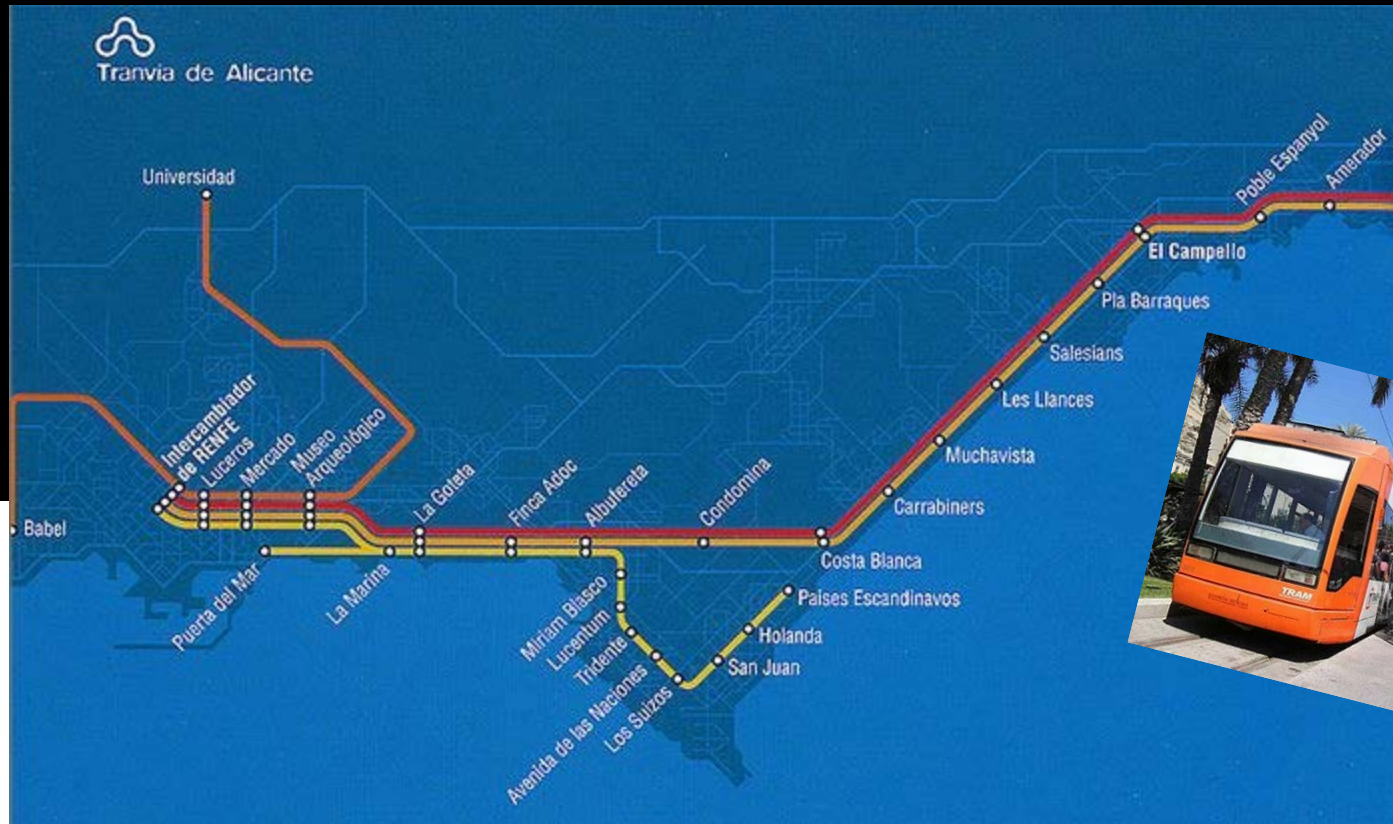 Tranvia de Alicante
Universidad
Babel
Intercambiador
de RENFE
Luceros
Mercado
Museo
Arqueológico
La Goteta
Finca Adoc
Albufereta
Condomina
Costa Blanca
Carrabiners
Muchavista
Les Llances
Salesians
Pla Barraques
El Campello
Poble Espanyol
Amerador
Puerta del Mar
La Marina
Miriam Blasco
Lucentum
Tridente
Avenida de las Naciones
Los Suizos
San Juan
Holanda
Paises Escandinavos
TRAM